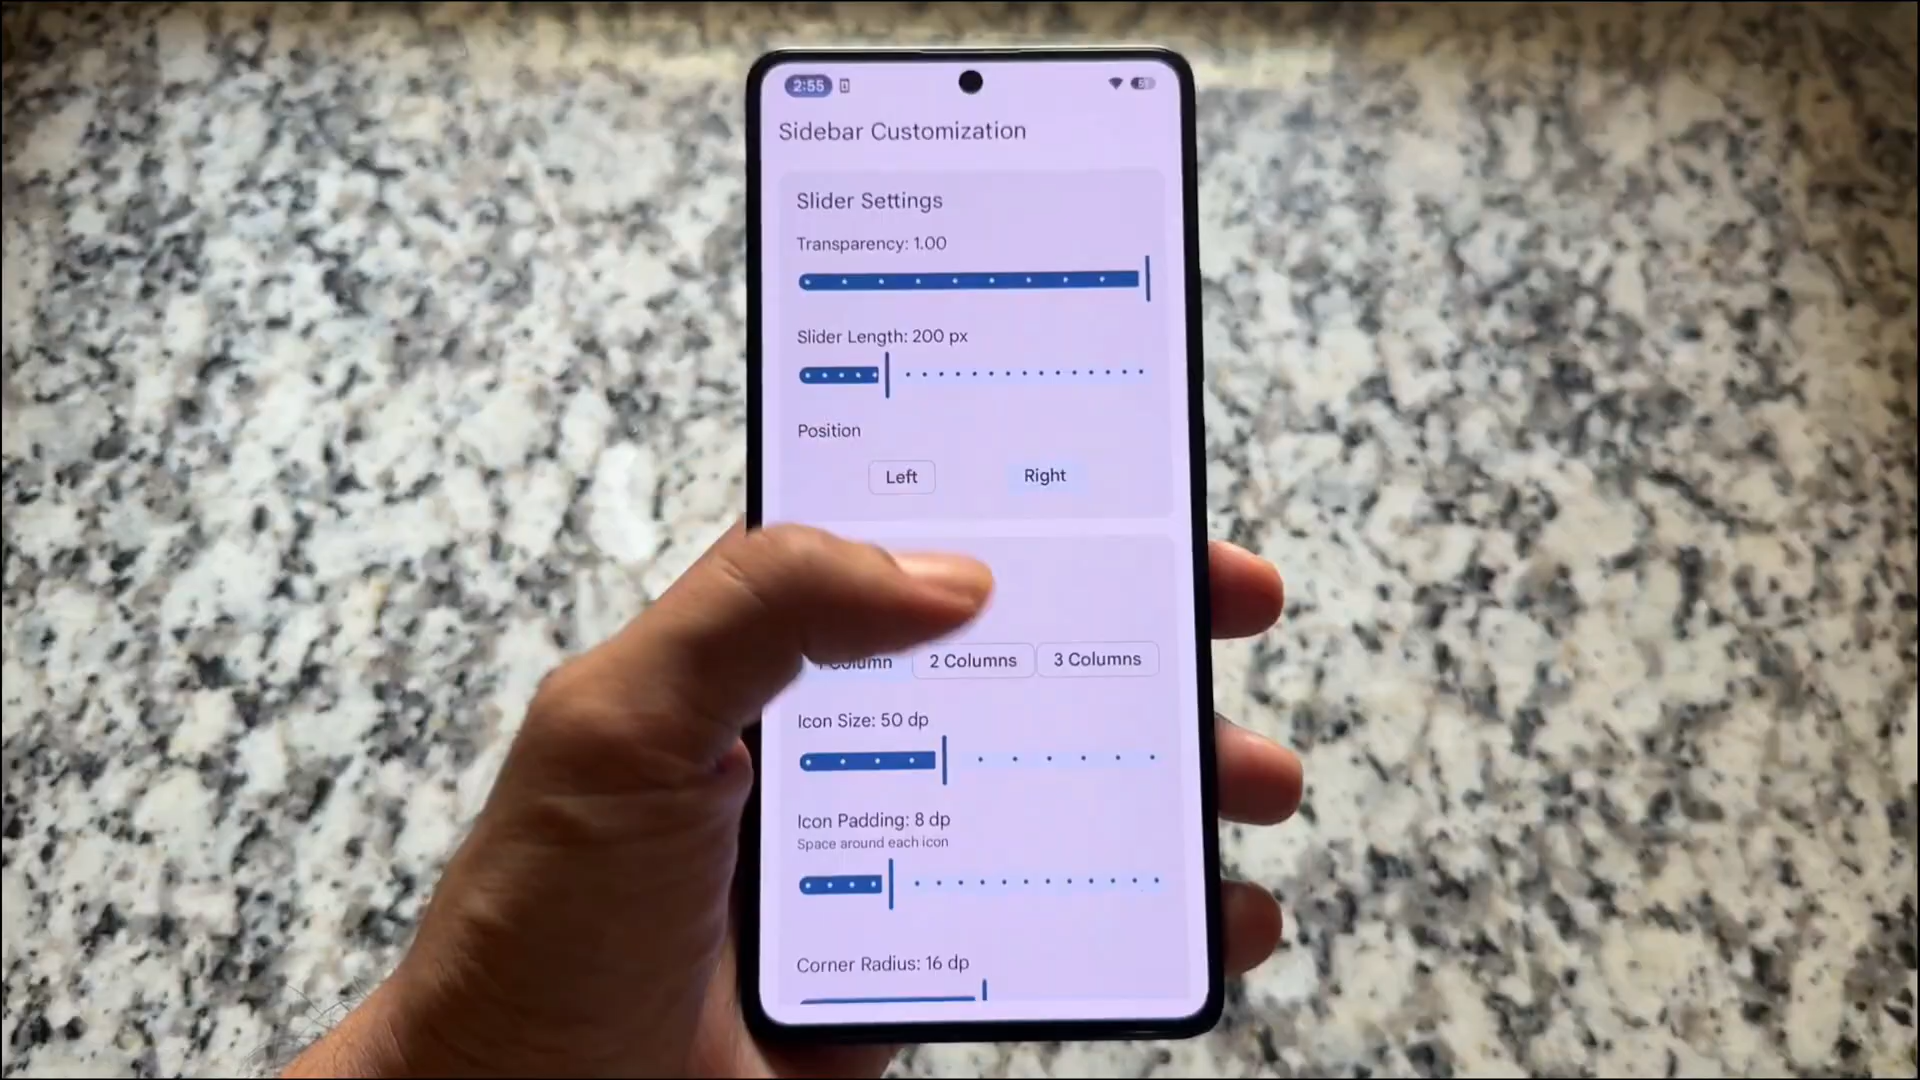 2:55
Sidebar Customization
Slider Settings
Transparency: 1.00
Slider Length: 200 px
Position
Left Right
Column 2 Columns 3 Columns
Icon Size: 50 dp
Icon Padding: 8 dp
Space around each icon
Corner Radius: 16 dp